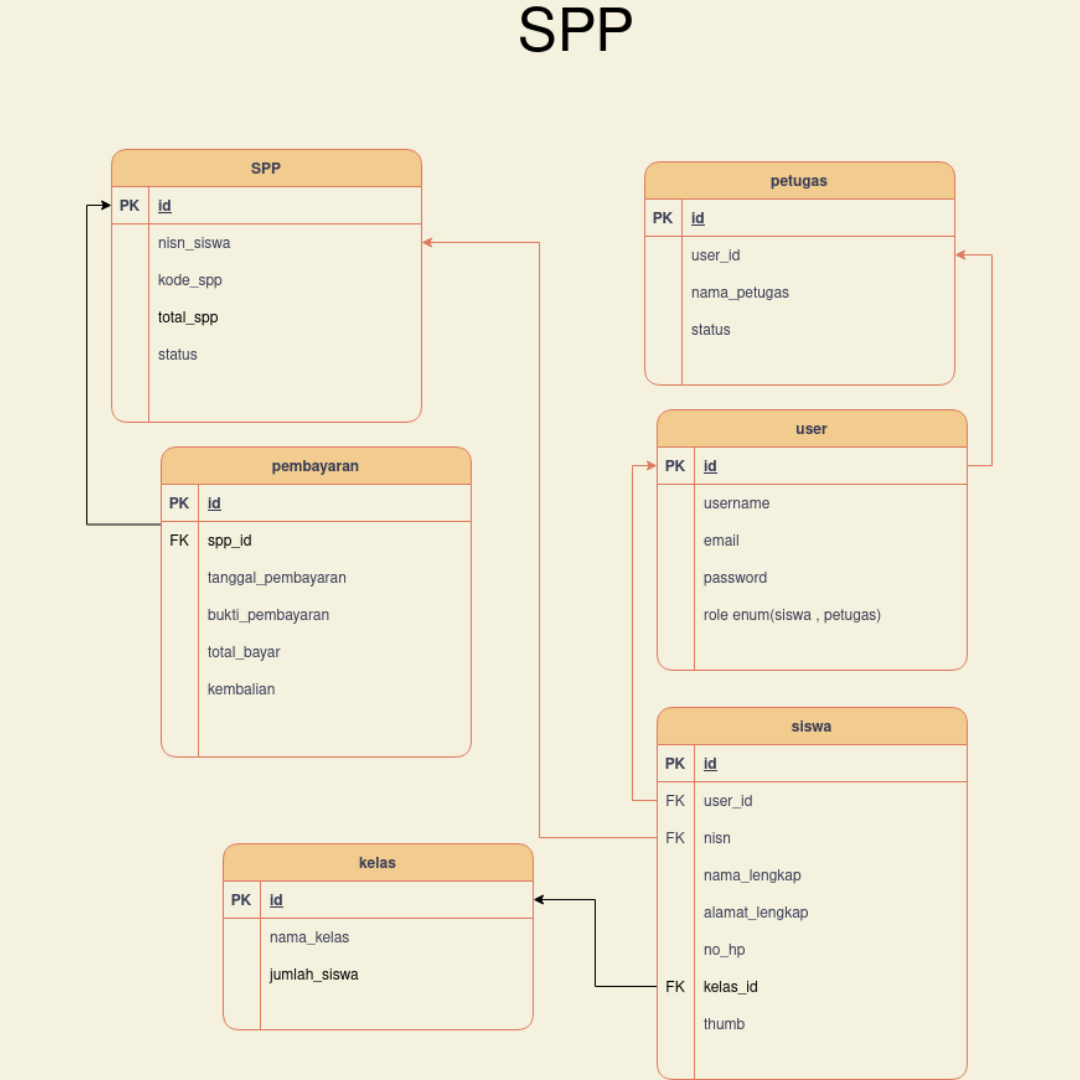 SPP
SPP
PK id
nisn_siswa
kode_spp
total_spp
status
petugas
PK id
user_id
nama_petugas
status
pembayaran
PK id
FK spp_id
tanggal_pembayaran
bukti_pembayaran
total_bayar
kembalian
user
PK id
username
email
password
role enum(siswa , petugas)
kelas
PK id
nama_kelas
jumlah_siswa
siswa
PK id
FK user_id
FK nisn
nama_lengkap
alamat_lengkap
no_hp
FK kelas_id
thumb